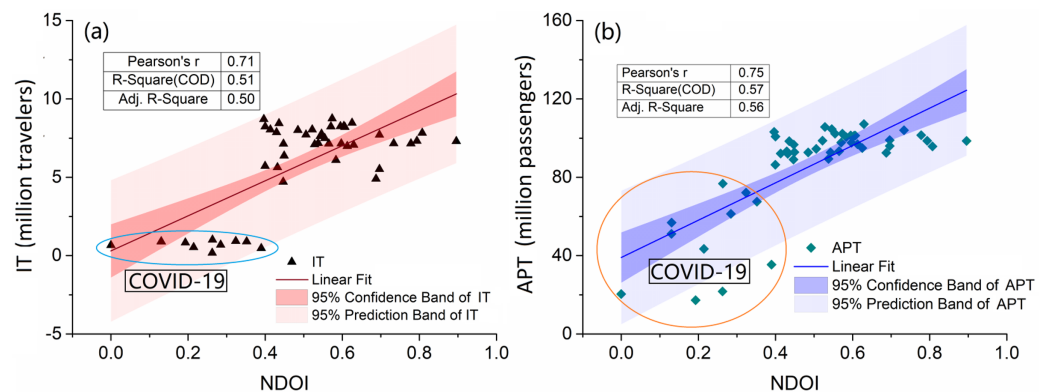 (a)
Pearson's r 0.71
R-Square(COD) 0.51
Adj. R-Square 0.50
IT (million travelers)
15
10
5
0
-5
COVID-19
IT
Linear Fit
95% Confidence Band of IT
95% Prediction Band of IT
0.0 0.2 0.4 0.6 0.8 1.0
NDOI
(b)
Pearson's r 0.75
R-Square(COD) 0.57
Adj. R-Square 0.56
APT (million passengers)
160
120
80
40
0
COVID-19
APT
Linear Fit
95% Confidence Band of APT
95% Prediction Band of APT
0.0 0.2 0.4 0.6 0.8 1.0
NDOI